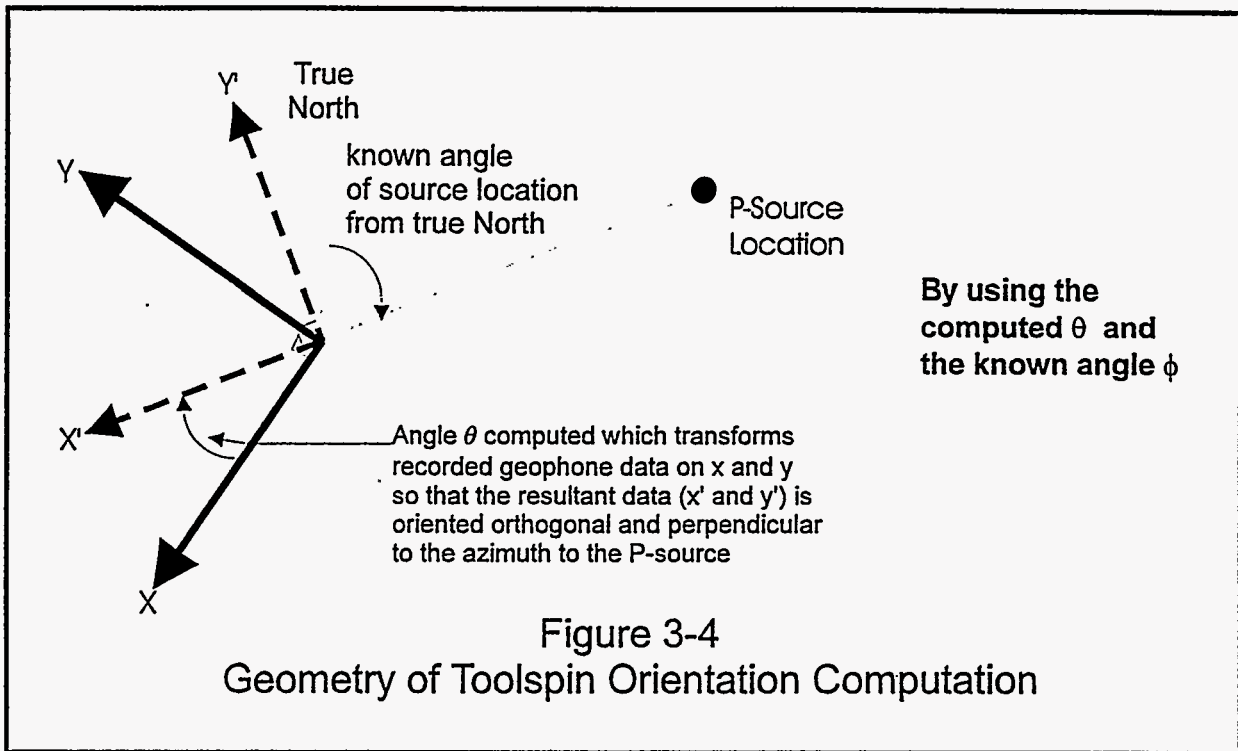 Y'
True
North
Y
known angle
of source location
from true North
P-Source
Location
By using the
computed θ and
the known angle ϕ
X'
Angle θ computed which transforms
recorded geophone data on x and y
so that the resultant data (x' and y') is
oriented orthogonal and perpendicular
to the azimuth to the P-source
X
Figure 3-4
Geometry of Toolspin Orientation Computation